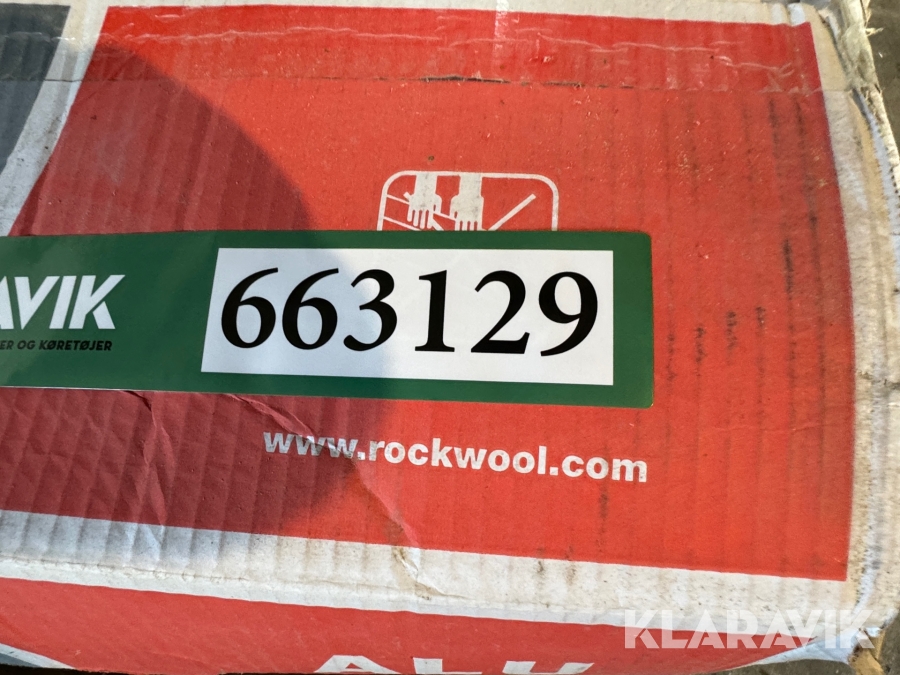 AVIK
ER OG KØRETØJER
663129
www.rockwool.com
KLARAVIK